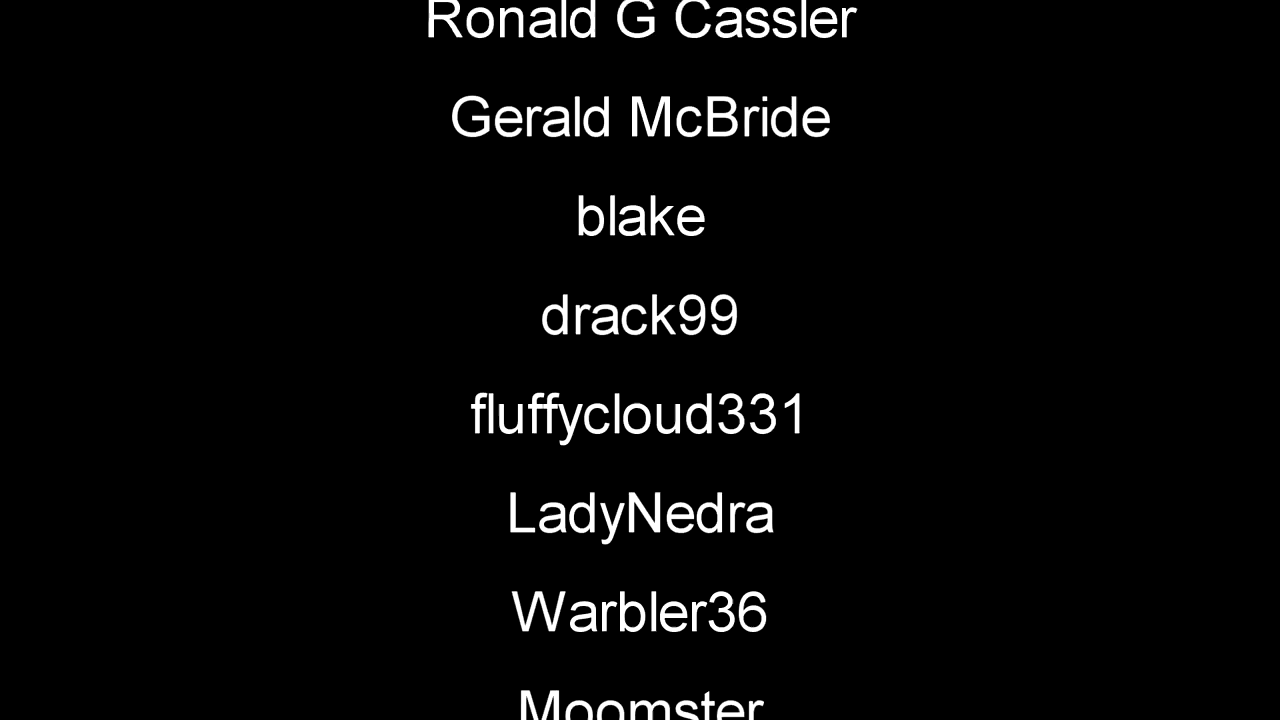 Ronald G Cassler
Gerald McBride
blake
drack99
fluffycloud331
LadyNedra
Warbler36
Moomster